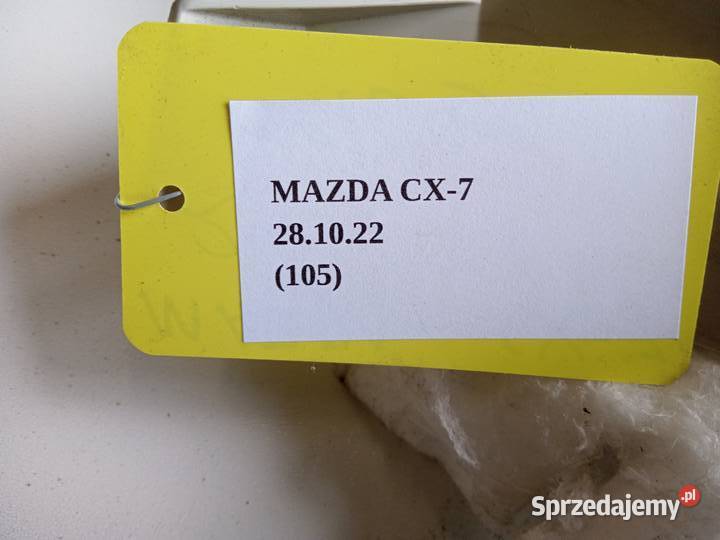 MAZDA CX-7
28.10.22
(105)
Sprzedajemy.pl